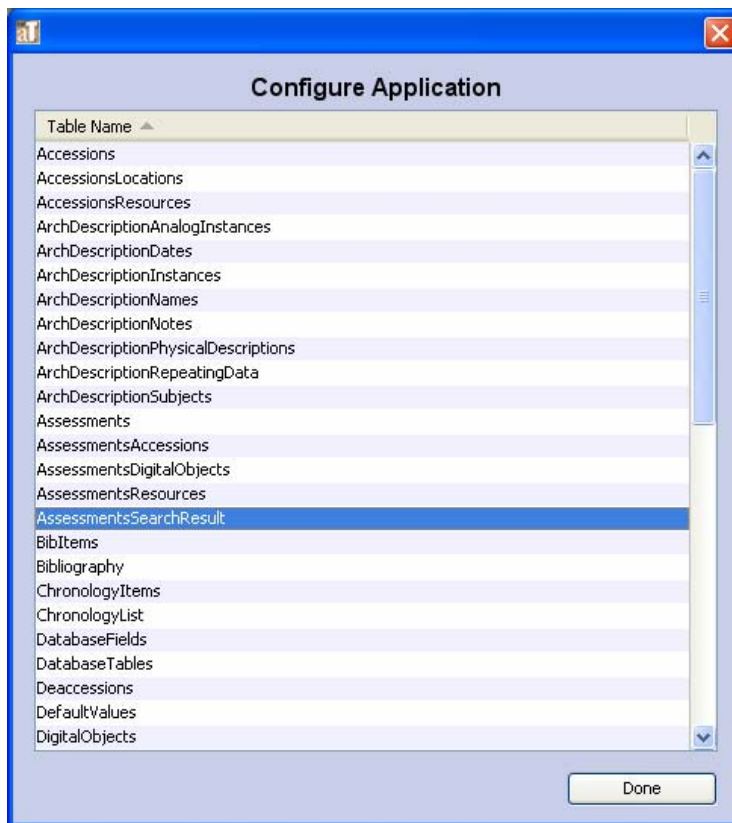 aT
Configure Application
Table Name
Accessions
AccessionsLocations
AccessionsResources
ArchDescriptionAnalogInstances
ArchDescriptionDates
ArchDescriptionInstances
ArchDescriptionNames
ArchDescriptionNotes
ArchDescriptionPhysicalDescriptions
ArchDescriptionRepeatingData
ArchDescriptionSubjects
Assessments
AssessmentsAccessions
AssessmentsDigitalObjects
AssessmentsResources
AssessmentsSearchResult
BibItems
Bibliography
ChronologyItems
ChronologyList
DatabaseFields
DatabaseTables
Deaccessions
DefaultValues
DigitalObjects
Done